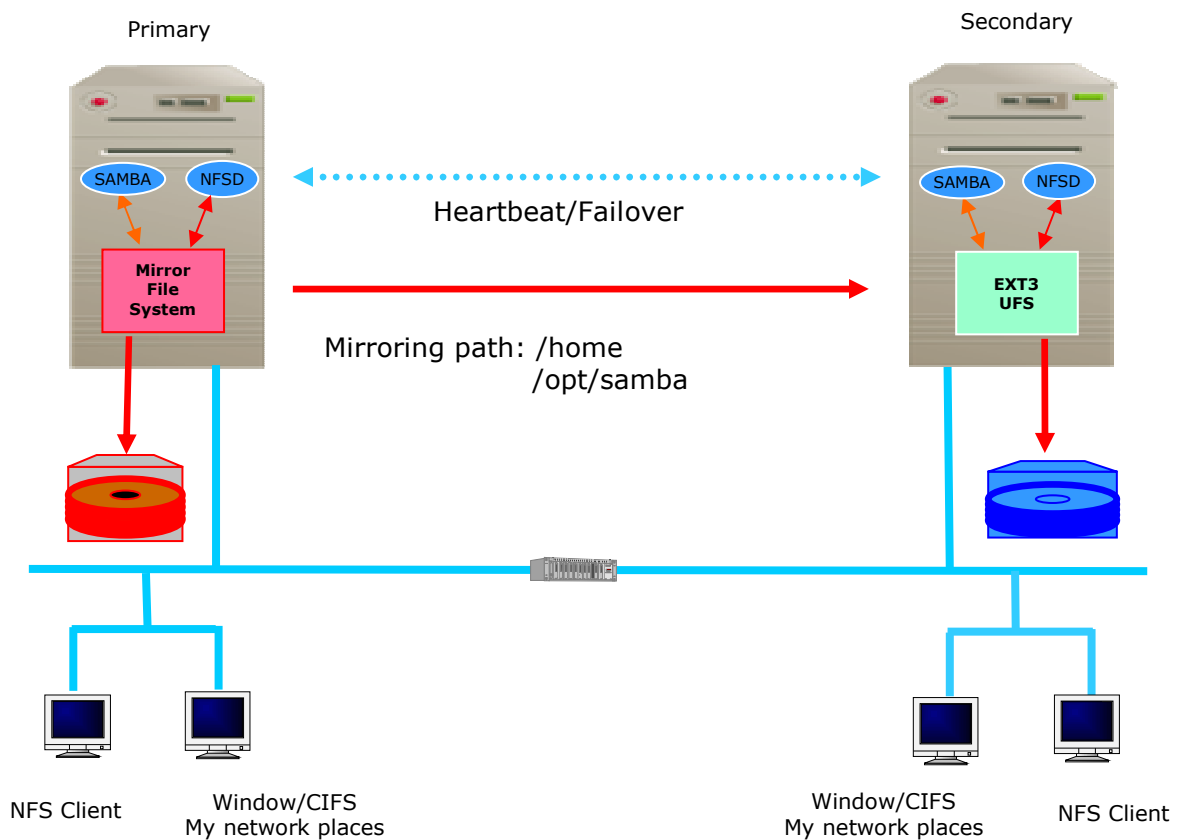 Primary
Secondary
SAMBA
NFSD
SAMBA
NFSD
Heartbeat/Failover
Mirror
File
System
EXT3
UFS
Mirroring path: /home
/opt/samba
NFS Client
Window/CIFS
My network places
Window/CIFS
My network places
NFS Client